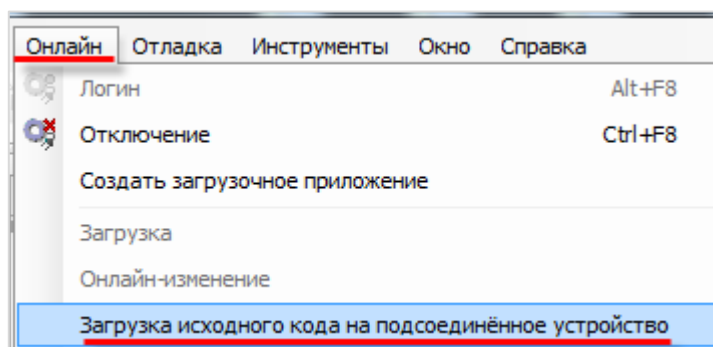 Онлайн Отладка Инструменты Окно Справка
Логин Alt+F8
Отключение Ctrl+F8
Создать загрузочное приложение
Загрузка
Онлайн-изменение
Загрузка исходного кода на подсоединённое устройство